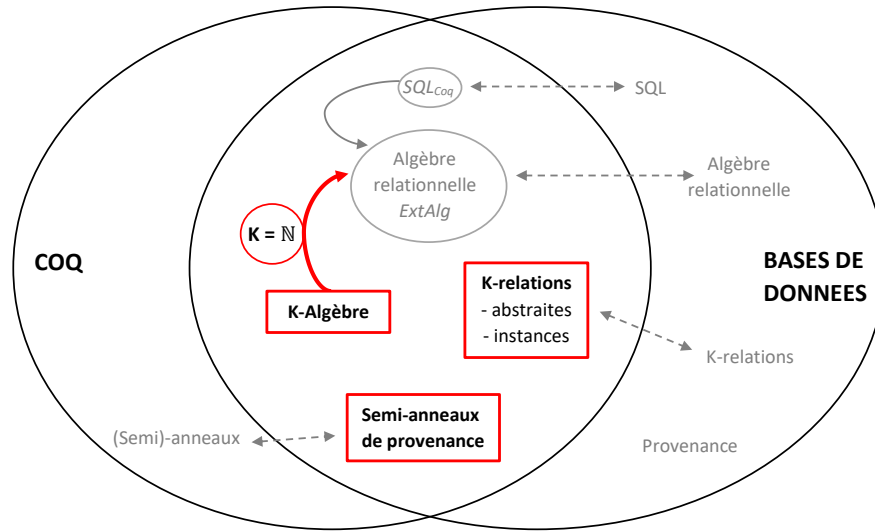 SQLCoq
SQL
Algèbre
relationnelle
ExtAlg
Algèbre
relationnelle
K = ℕ
COQ
BASES DE
DONNEES
K-relations
- abstraites
- instances
K-Algèbre
K-relations
Semi-anneaux
de provenance
(Semi)-anneaux
Provenance